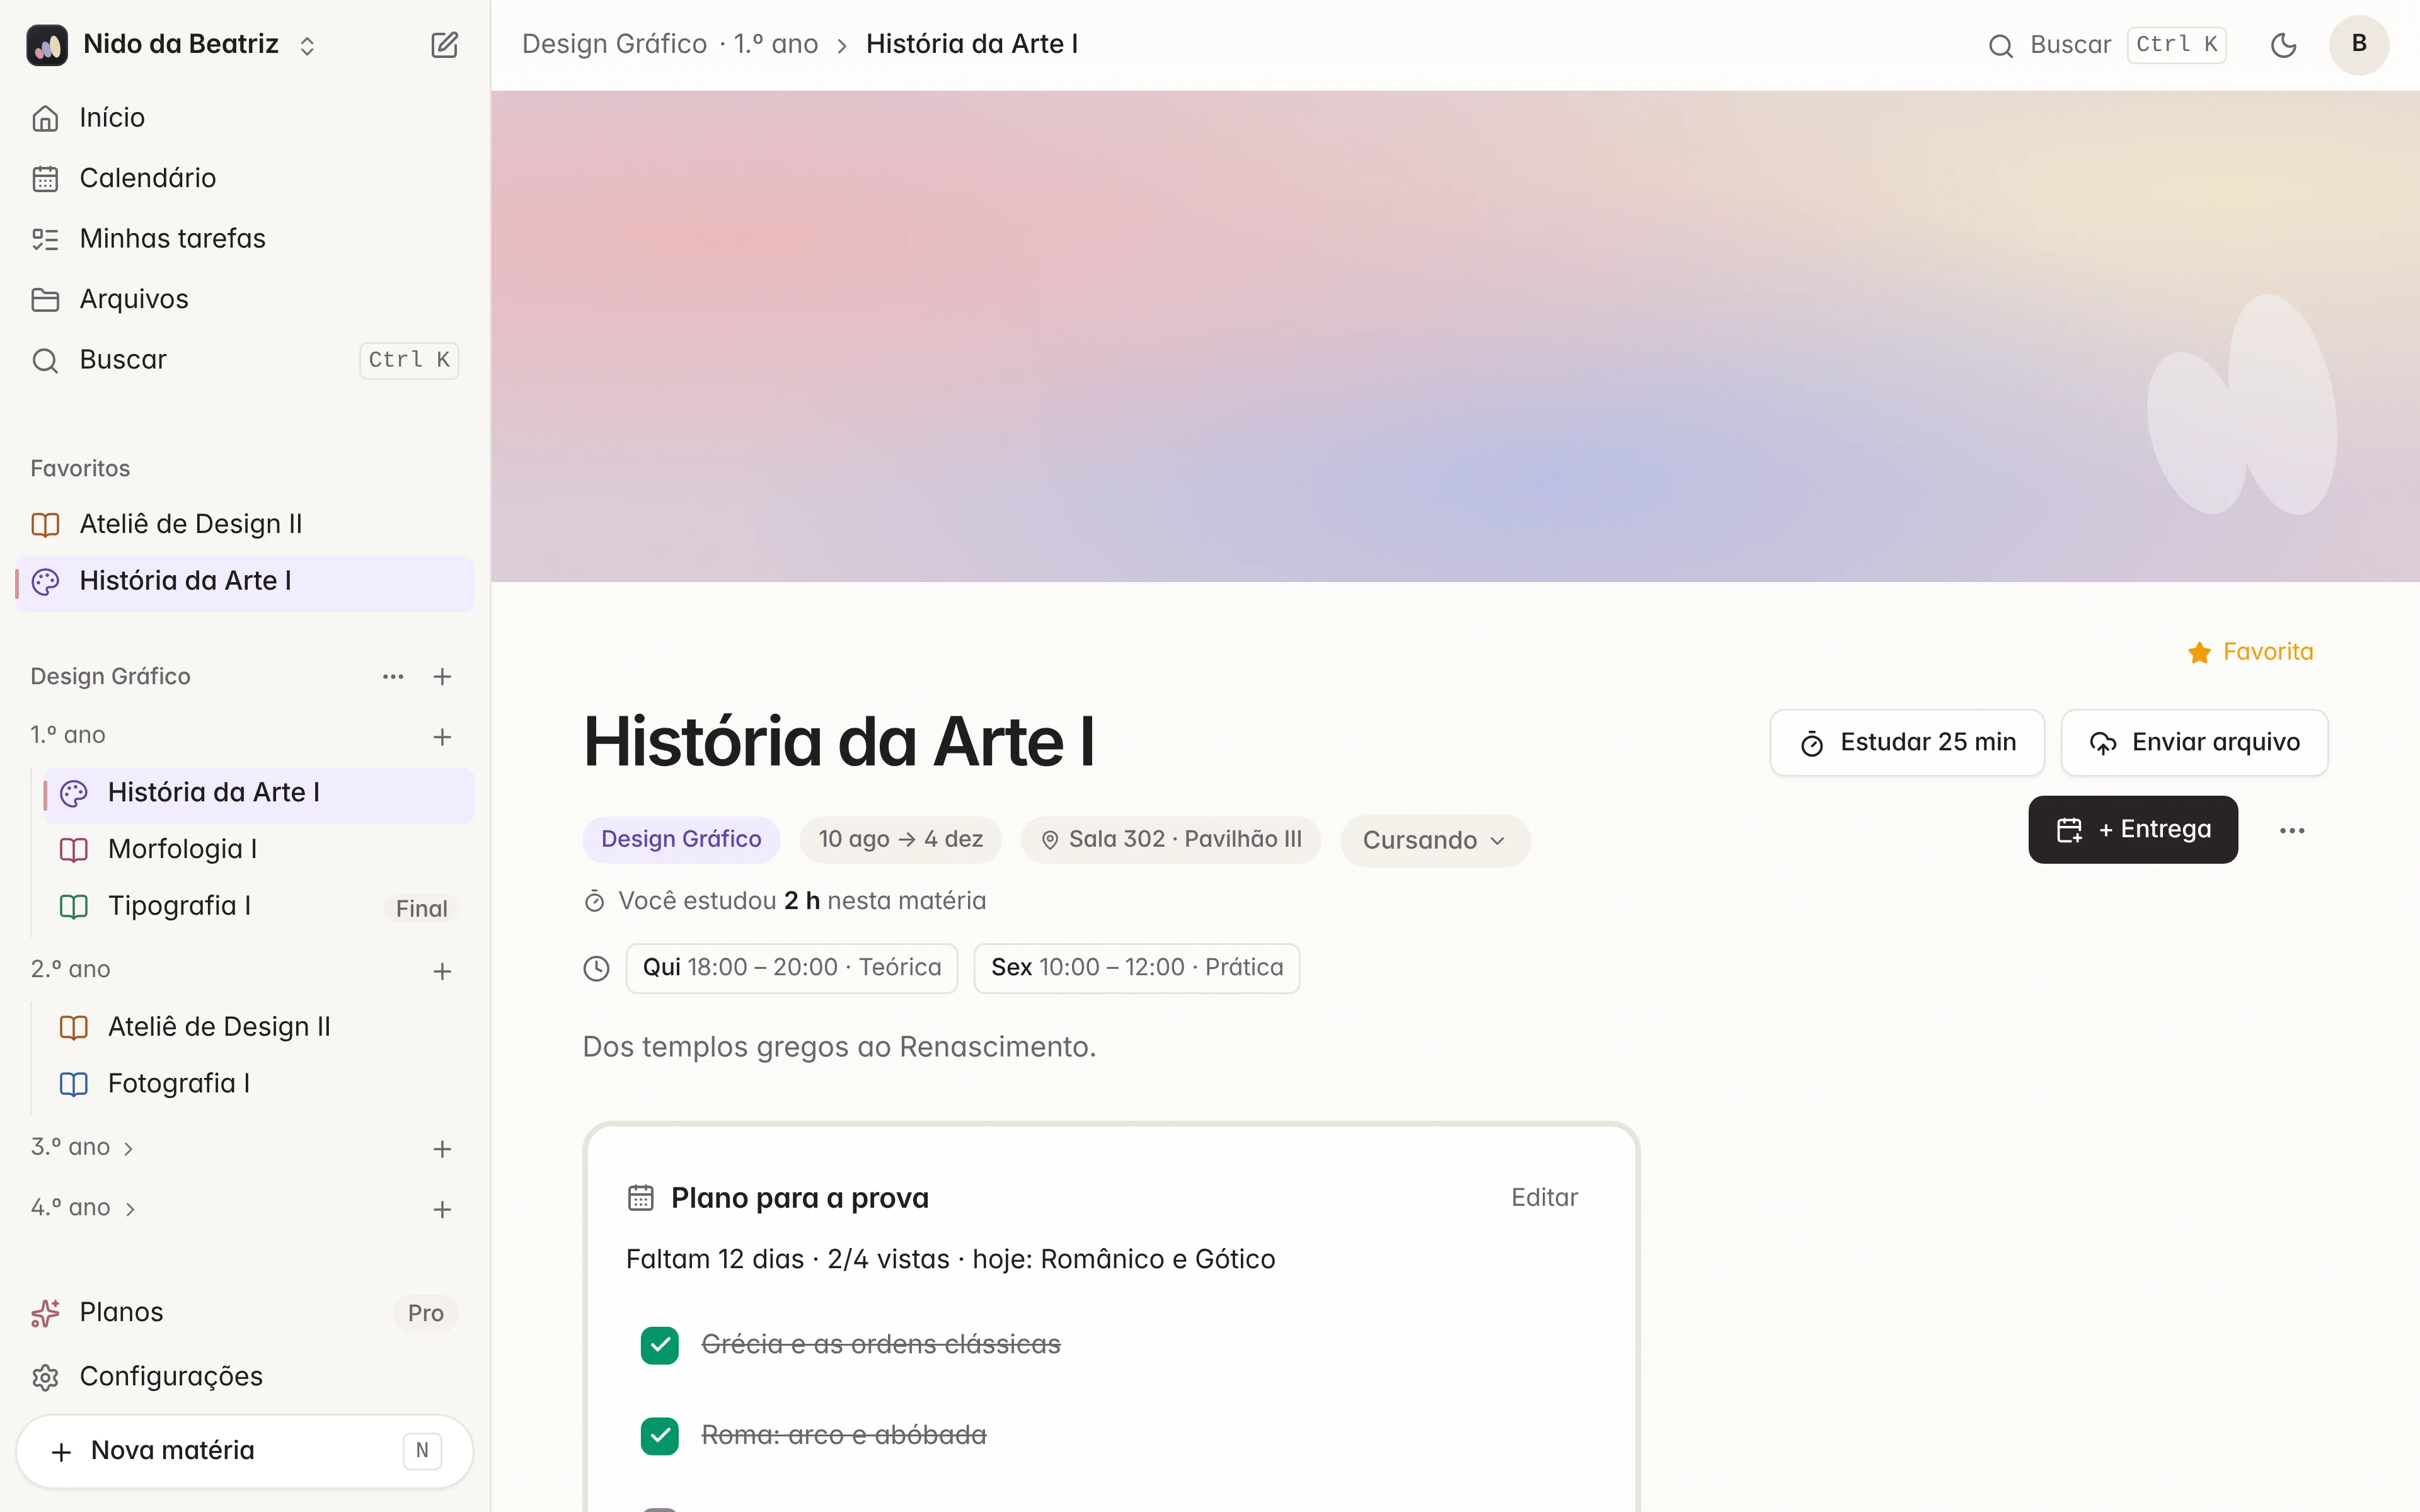 Nido da Beatriz
Início
Calendário
Minhas tarefas
Arquivos
Buscar Ctrl K
Favoritos
Ateliê de Design II
História da Arte I
Design Gráfico
1.º ano
História da Arte I
Morfologia I
Tipografia I Final
2.º ano
Ateliê de Design II
Fotografia I
3.º ano
4.º ano
Planos Pro
Configurações
Nova matéria N
Design Gráfico · 1.º ano > História da Arte I
Buscar Ctrl K
B
Favorita
História da Arte I
Estudar 25 min
Enviar arquivo
+ Entrega
Design Gráfico
10 ago → 4 dez
Sala 302 · Pavilhão III
Cursando
Você estudou 2 h nesta matéria
Qui 18:00 – 20:00 · Teórica
Sex 10:00 – 12:00 · Prática
Dos templos gregos ao Renascimento.
Plano para a prova
Editar
Faltam 12 dias · 2/4 vistas · hoje: Românico e Gótico
Grécia e as ordens clássicas
Roma: arco e abóbada